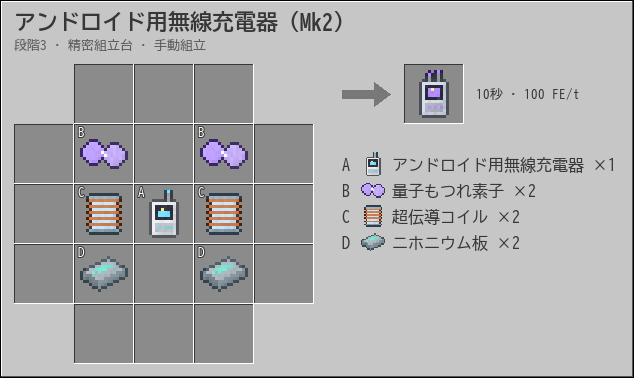 アンドロイド用無線充電器 (Mk2)
段階3 · 精密組立台 · 手動組立
10秒 · 100 FE/t
B B
C A C
D D
A アンドロイド用無線充電器 ×1
B 量子もつれ素子 ×2
C 超伝導コイル ×2
D ニホニウム板 ×2